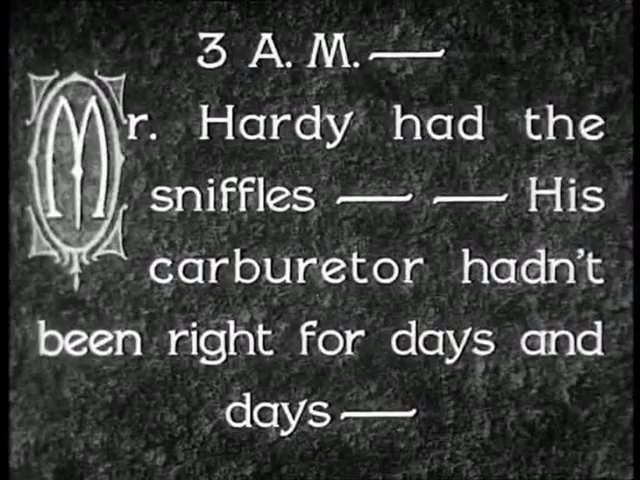 3 A. M.—
Mr. Hardy had the
sniffles — — His
carburetor hadn't
been right for days and
days—